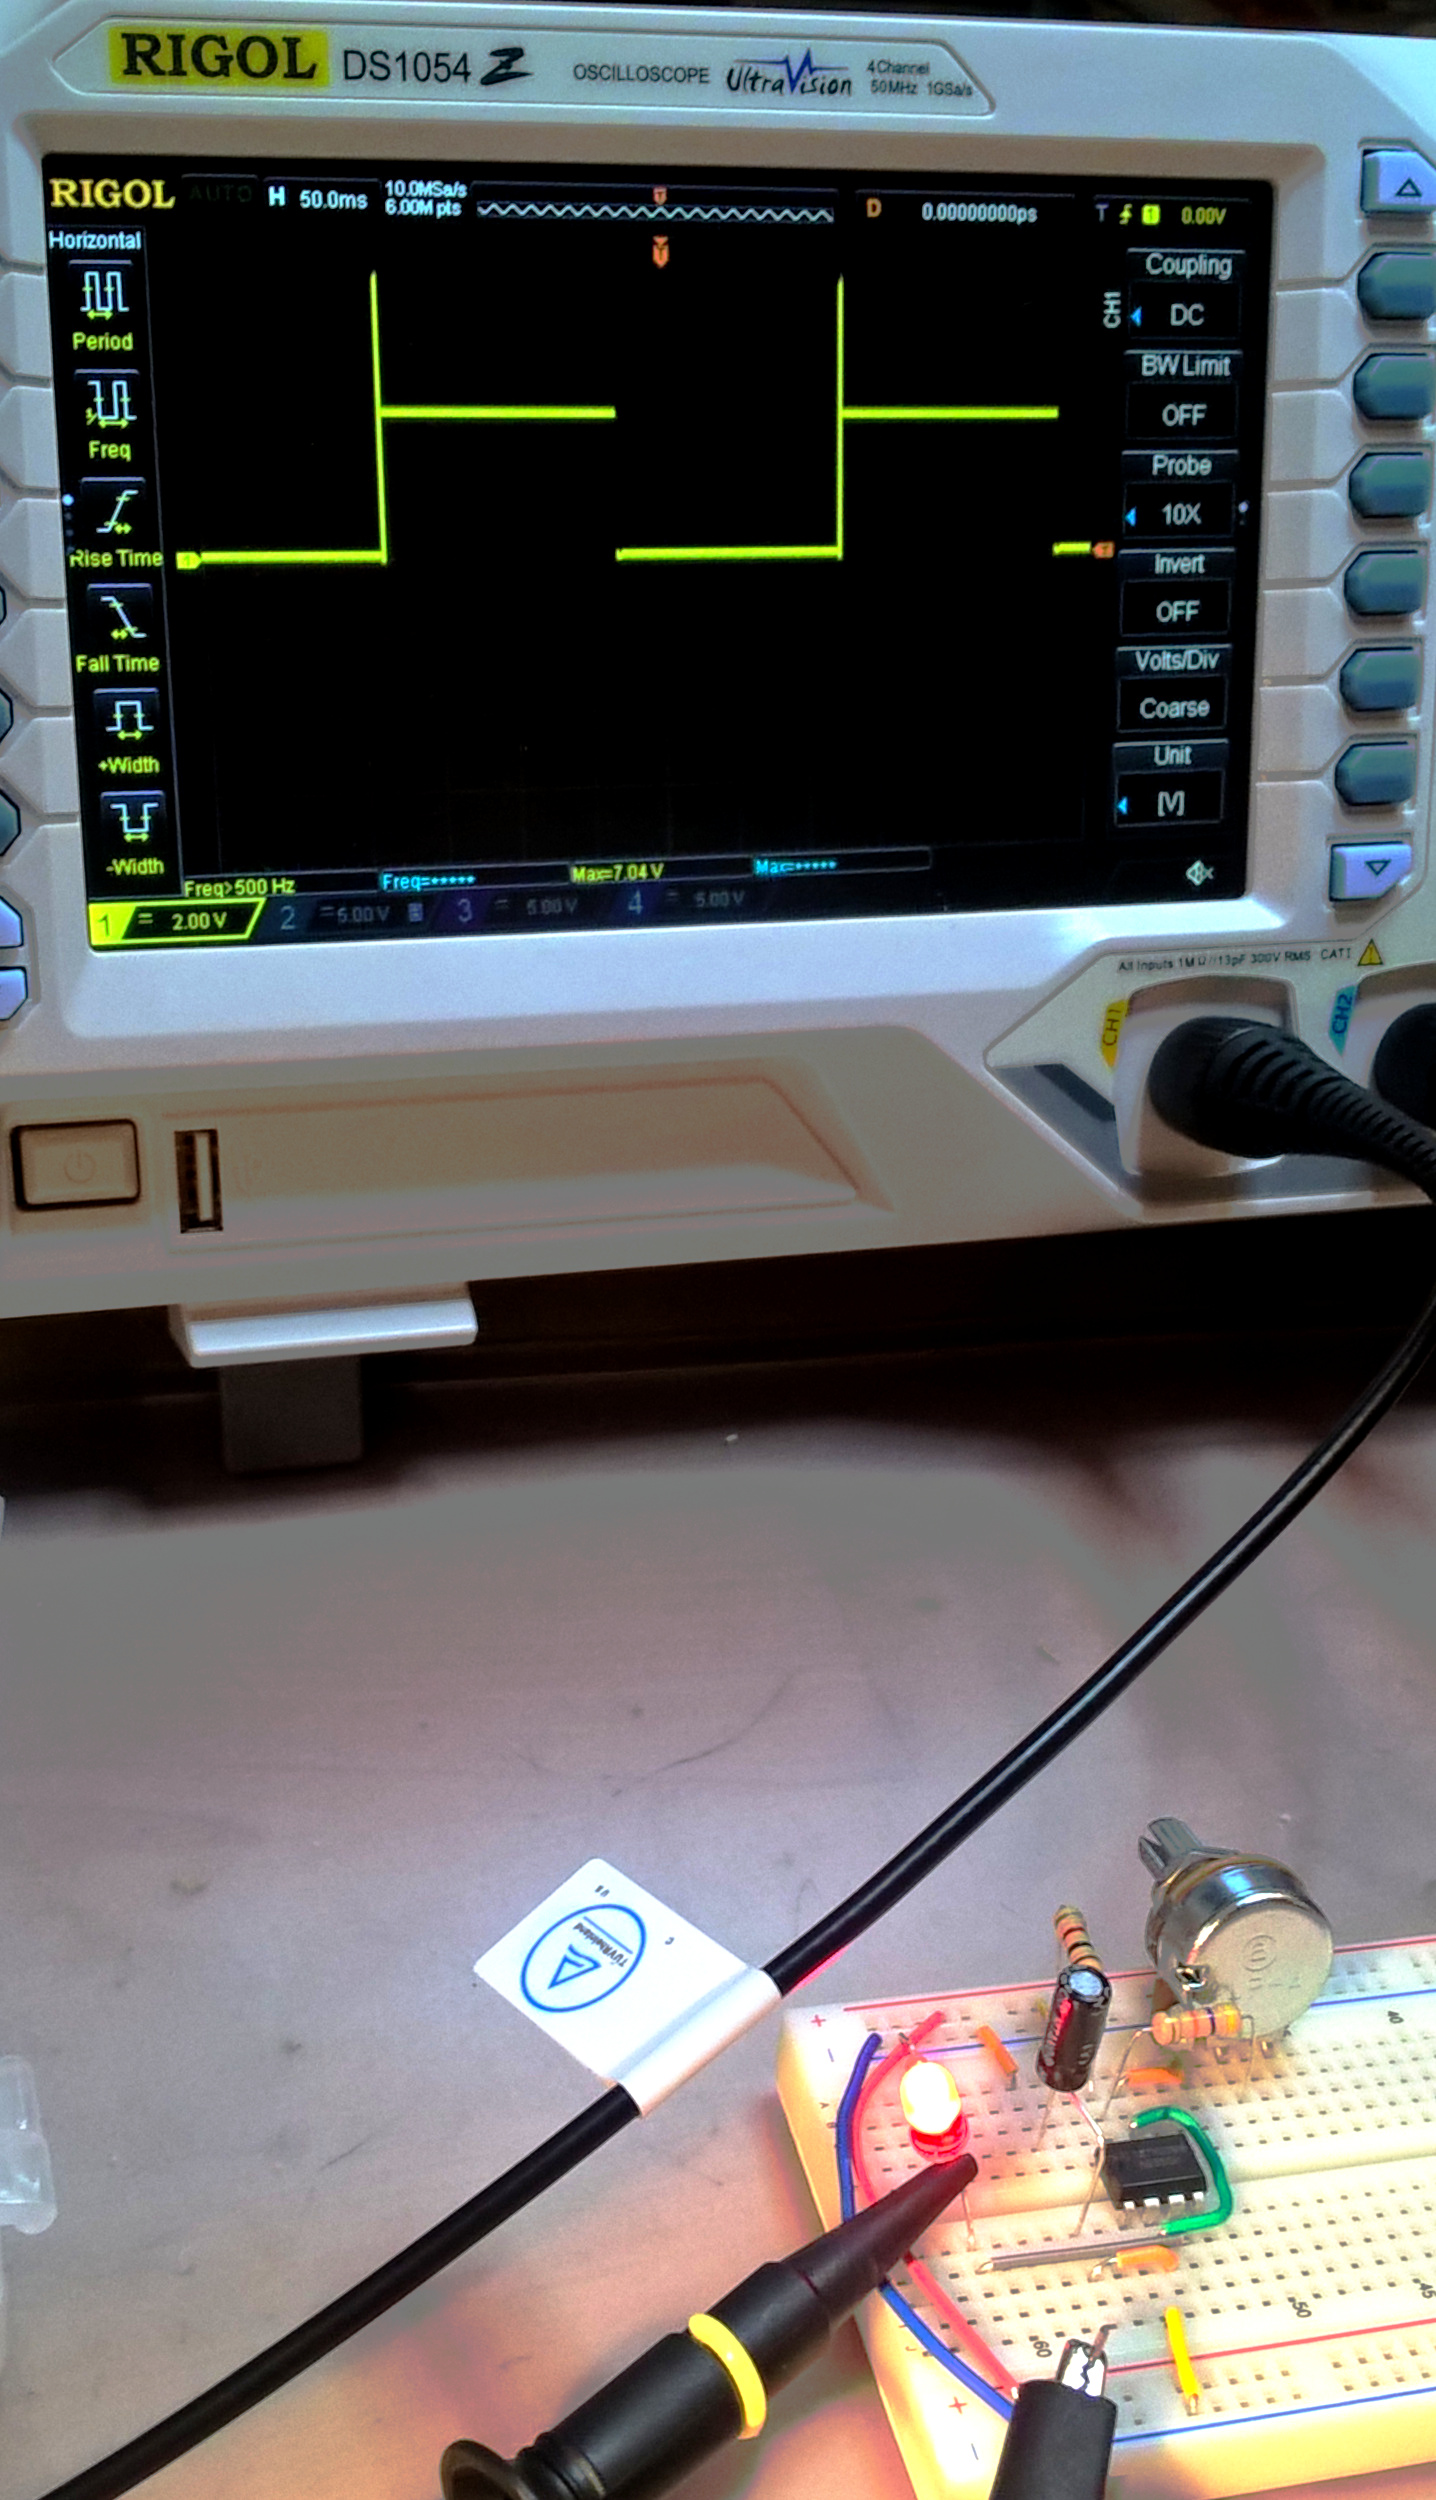 RIGOL DS1054Z OSCILLOSCOPE UltraVision 4 Channel
50MHz 1GSa/s
RIGOL AUTO H 50.0ms 10.0MSa/s
6.00M pts D 0.00000000ps T 1 0.00V
Horizontal
T
Period
Freq
Rise Time
Fall Time
+Width
-Width
1
T
CH1
Coupling
DC
BW Limit
OFF
Probe
10X
Invert
OFF
Volts/Div
Coarse
Unit
[V]
Freq>500 Hz Freq=***** Max=7.04 V Max=*****
1 = 2.00 V 2 =5.00 V 3 = 5.00 V 4 = 5.00 V
All Inputs 1MΩ//13pF 300V RMS CAT I
CH1
CH2
TÜVRheinland
+
-
40
45
50
60
+
-